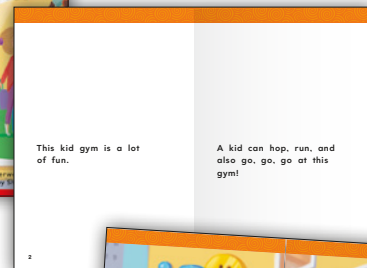 This kid gym is a lot
of fun.
A kid can hop, run, and
also go, go, go at this
gym!
2